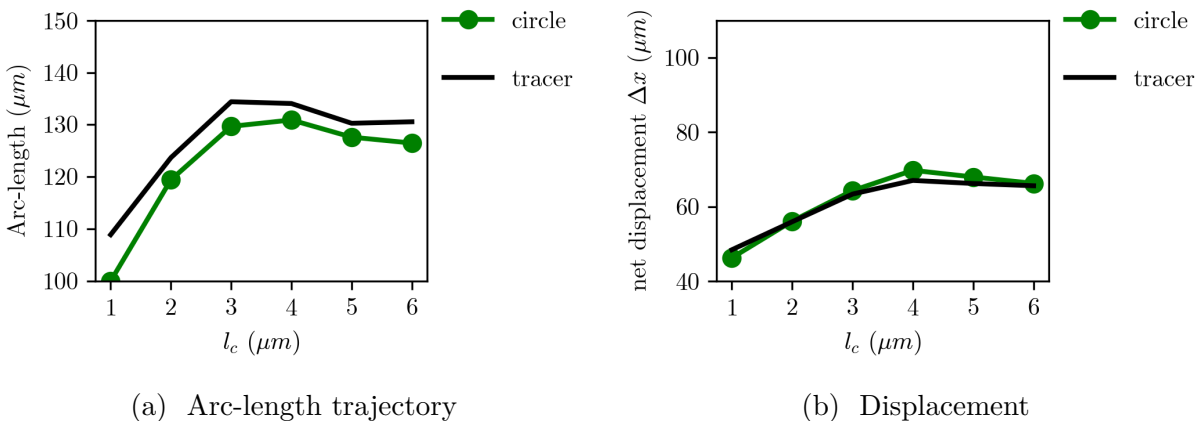 150
140
130
120
110
100
Arc-length (μm)
1 2 3 4 5 6
l_c (μm)
circle
tracer
(a) Arc-length trajectory
100
80
60
40
net displacement Δx (μm)
1 2 3 4 5 6
l_c (μm)
circle
tracer
(b) Displacement